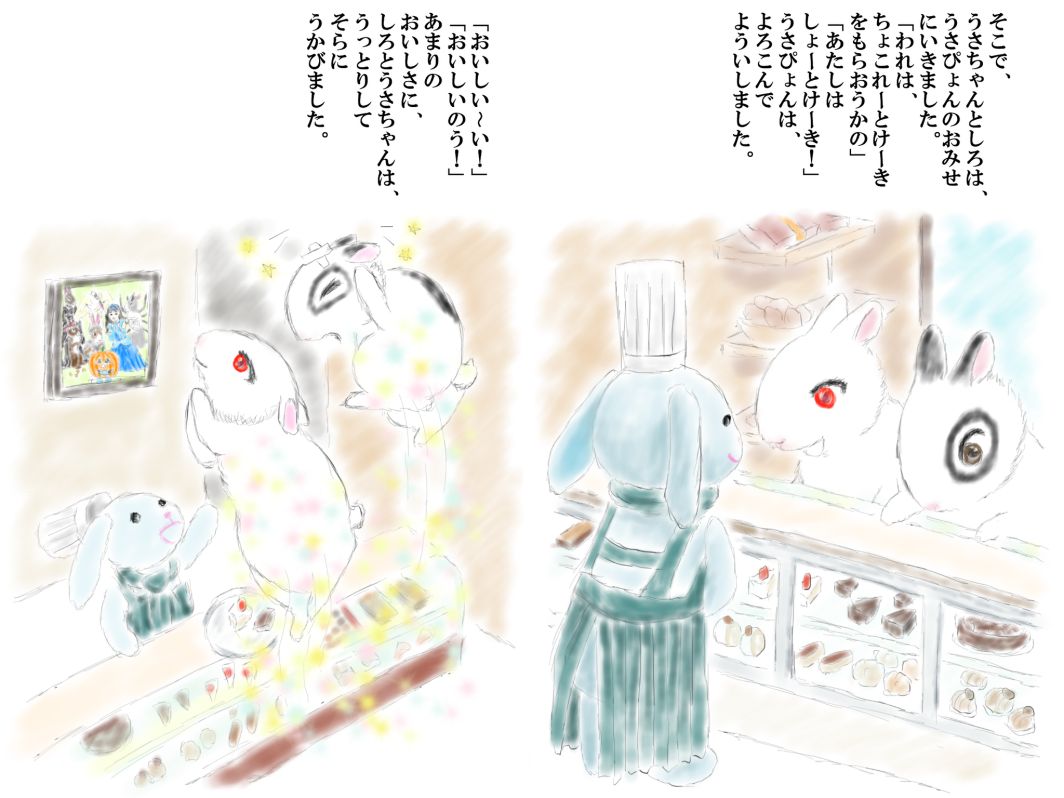 そこで、
うさちゃんとしろは、
うさぴょんのおみせ
にいきました。
「われは、
ちょこれーとけーき
をもらおうかの」
「あたしは
しょーとけーき！」
うさぴょんは、
よろこんで
よういしました。
「おいしい～い！」
「おいしいのう！」
あまりの
おいしさに、
しろとうさちゃんは、
うっとりして
そらに
うかびました。